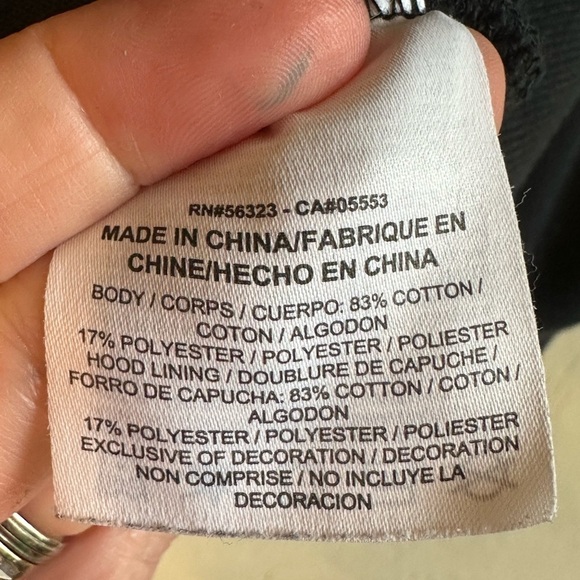 RN#56323 - CA#05553
MADE IN CHINA/FABRIQUE EN
CHINE/HECHO EN CHINA
BODY / CORPS / CUERPO: 83% COTTON /
COTON / ALGODON
17% POLYESTER / POLYESTER / POLIESTER
HOOD LINING / DOUBLURE DE CAPUCHE /
FORRO DE CAPUCHA: 83% COTTON / COTON /
ALGODON
17% POLYESTER / POLYESTER / POLIESTER
EXCLUSIVE OF DECORATION / DECORATION
NON COMPRISE / NO INCLUYE LA
DECORACION